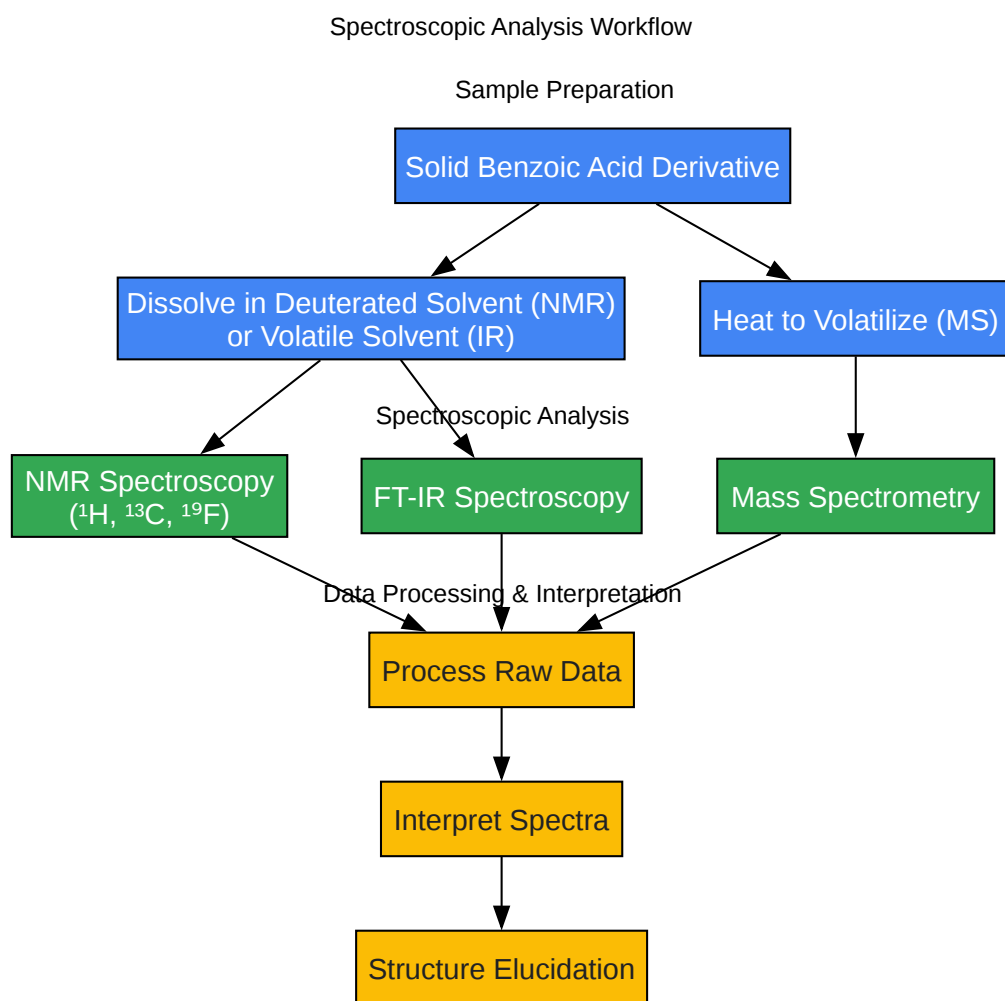 Spectroscopic Analysis Workflow
Sample Preparation
Solid Benzoic Acid Derivative
Dissolve in Deuterated Solvent (NMR)
or Volatile Solvent (IR)
Heat to Volatilize (MS)
Spectroscopic Analysis
NMR Spectroscopy
(¹H, ¹³C, ¹⁹F)
FT-IR Spectroscopy
Mass Spectrometry
Data Processing & Interpretation
Process Raw Data
Interpret Spectra
Structure Elucidation